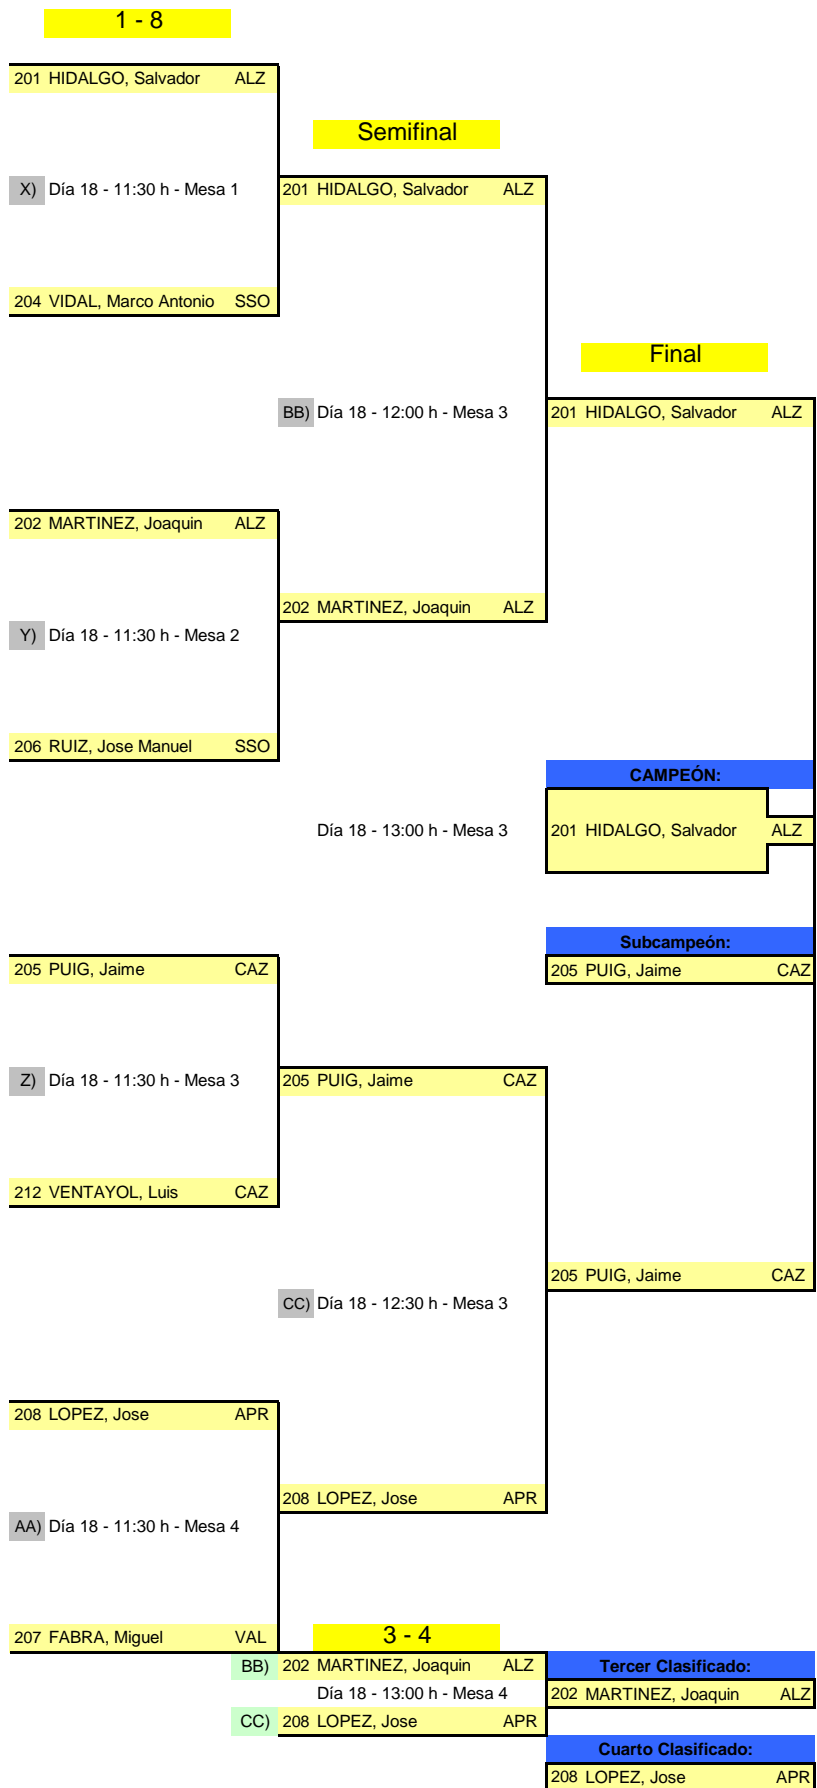 1 - 8
201 HIDALGO, Salvador ALZ
Semifinal
X) Día 18 - 11:30 h - Mesa 1
201 HIDALGO, Salvador ALZ
204 VIDAL, Marco Antonio SSO
Final
BB) Día 18 - 12:00 h - Mesa 3
201 HIDALGO, Salvador ALZ
202 MARTINEZ, Joaquin ALZ
202 MARTINEZ, Joaquin ALZ
Y) Día 18 - 11:30 h - Mesa 2
206 RUIZ, Jose Manuel SSO
CAMPEÓN:
Día 18 - 13:00 h - Mesa 3
201 HIDALGO, Salvador ALZ
Subcampeón:
205 PUIG, Jaime CAZ
205 PUIG, Jaime CAZ
Z) Día 18 - 11:30 h - Mesa 3
205 PUIG, Jaime CAZ
212 VENTAYOL, Luis CAZ
205 PUIG, Jaime CAZ
CC) Día 18 - 12:30 h - Mesa 3
208 LOPEZ, Jose APR
208 LOPEZ, Jose APR
AA) Día 18 - 11:30 h - Mesa 4
207 FABRA, Miguel VAL
3 - 4
BB) 202 MARTINEZ, Joaquin ALZ
Tercer Clasificado:
Día 18 - 13:00 h - Mesa 4
202 MARTINEZ, Joaquin ALZ
CC) 208 LOPEZ, Jose APR
Cuarto Clasificado:
208 LOPEZ, Jose APR